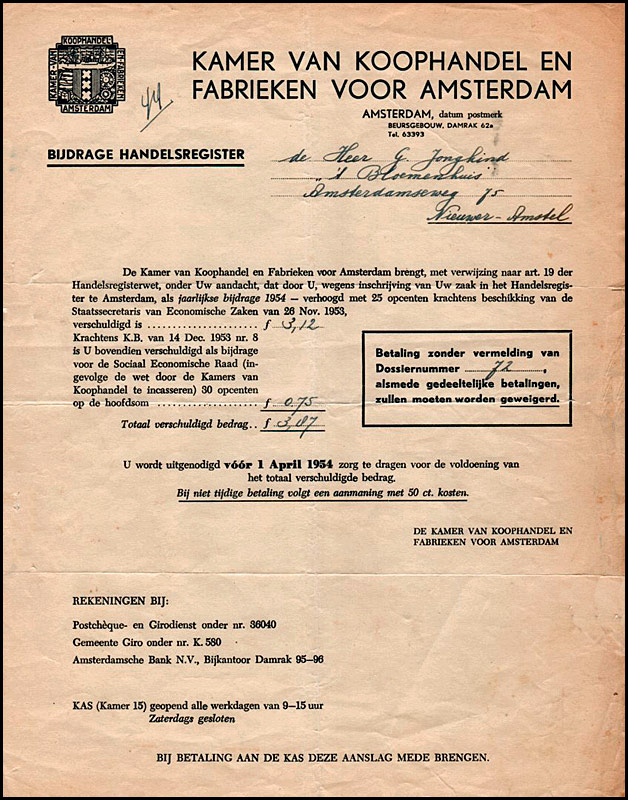 KOOPHANDEL
KAMER-VAN
EN-FABRIEKEN
AMSTERDAM
44
KAMER VAN KOOPHANDEL EN
FABRIEKEN VOOR AMSTERDAM
AMSTERDAM, datum postmerk
BEURSGEBOUW, DAMRAK 62a
Tel. 63393
BIJDRAGE HANDELSREGISTER
de Heer G. Jongkind
„'t Bloemenhuis"
Amsterdamseweg 75
Nieuwer-Amstel
De Kamer van Koophandel en Fabrieken voor Amsterdam brengt, met verwijzing naar art. 19 der
Handelsregisterwet, onder Uw aandacht, dat door U, wegens inschrijving van Uw zaak in het Handelsregis-
ter te Amsterdam, als jaarlijkse bijdrage 1954 — verhoogd met 25 opcenten krachtens beschikking van de
Staatssecretaris van Economische Zaken van 26 Nov. 1953,
verschuldigd is .................... f 3,12
Krachtens K.B. van 14 Dec. 1953 nr. 8
is U bovendien verschuldigd als bijdrage
voor de Sociaal Economische Raad (in-
gevolge de wet door de Kamers van
Koophandel te incasseren) 30 opcenten
op de hoofdsom .................... f 0.75
Totaal verschuldigd bedrag.. f 3,87
Betaling zonder vermelding van
Dossiernummer 72,
alsmede gedeeltelijke betalingen,
zullen moeten worden geweigerd.
U wordt uitgenodigd vóór 1 April 1954 zorg te dragen voor de voldoening van
het totaal verschuldigde bedrag.
Bij niet tijdige betaling volgt een aanmaning met 50 ct. kosten.
DE KAMER VAN KOOPHANDEL EN
FABRIEKEN VOOR AMSTERDAM
REKENINGEN BIJ:
Postchèque- en Girodienst onder nr. 36040
Gemeente Giro onder nr. K. 580
Amsterdamsche Bank N.V., Bijkantoor Damrak 95–96
KAS (Kamer 15) geopend alle werkdagen van 9–15 uur
Zaterdags gesloten
BIJ BETALING AAN DE KAS DEZE AANSLAG MEDE BRENGEN.